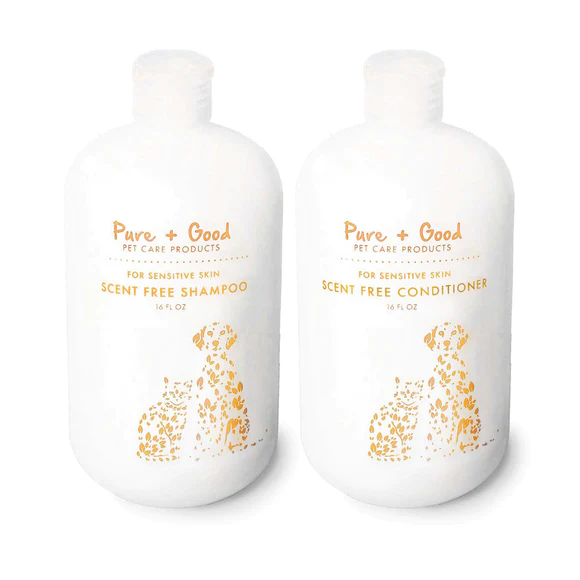 Pure + Good
PET CARE PRODUCTS
FOR SENSITIVE SKIN
SCENT FREE SHAMPOO
16 FL OZ
Pure + Good
PET CARE PRODUCTS
FOR SENSITIVE SKIN
SCENT FREE CONDITIONER
16 FL OZ